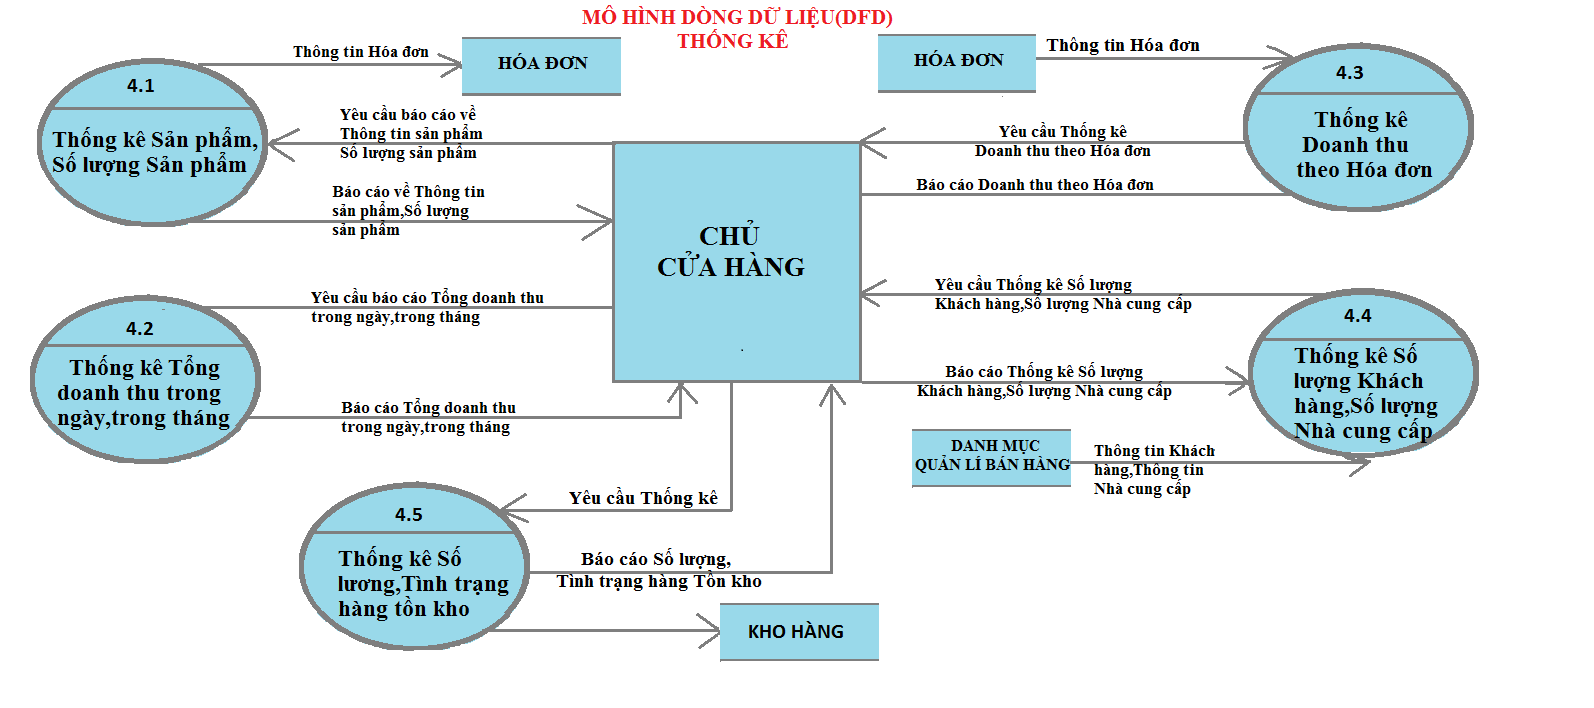 MÔ HÌNH DÒNG DỮ LIỆU(DFD)
THỐNG KÊ
Thông tin Hóa đơn
HÓA ĐƠN
4.1
Thống kê Sản phẩm,
Số lượng Sản phẩm
Yêu cầu báo cáo về
Thông tin sản phẩm
Số lượng sản phẩm
Báo cáo về Thông tin
sản phẩm,Số lượng
sản phẩm
HÓA ĐƠN
Thông tin Hóa đơn
4.3
Thống kê
Doanh thu
theo Hóa đơn
Yêu cầu Thống kê
Doanh thu theo Hóa đơn
Báo cáo Doanh thu theo Hóa đơn
CHỦ
CỬA HÀNG
4.2
Thống kê Tổng
doanh thu trong
ngày,trong tháng
Yêu cầu báo cáo Tổng doanh thu
trong ngày,trong tháng
Báo cáo Tổng doanh thu
trong ngày,trong tháng
Yêu cầu Thống kê Số lượng
Khách hàng,Số lượng Nhà cung cấp
4.4
Thống kê Số
lượng Khách
hàng,Số lượng
Nhà cung cấp
Báo cáo Thống kê Số lượng
Khách hàng,Số lượng Nhà cung cấp
DANH MỤC
QUẢN LÍ BÁN HÀNG
Thông tin Khách
hàng,Thông tin
Nhà cung cấp
4.5
Thống kê Số
lương,Tình trạng
hàng tồn kho
Yêu cầu Thống kê
Báo cáo Số lượng,
Tình trạng hàng Tồn kho
KHO HÀNG